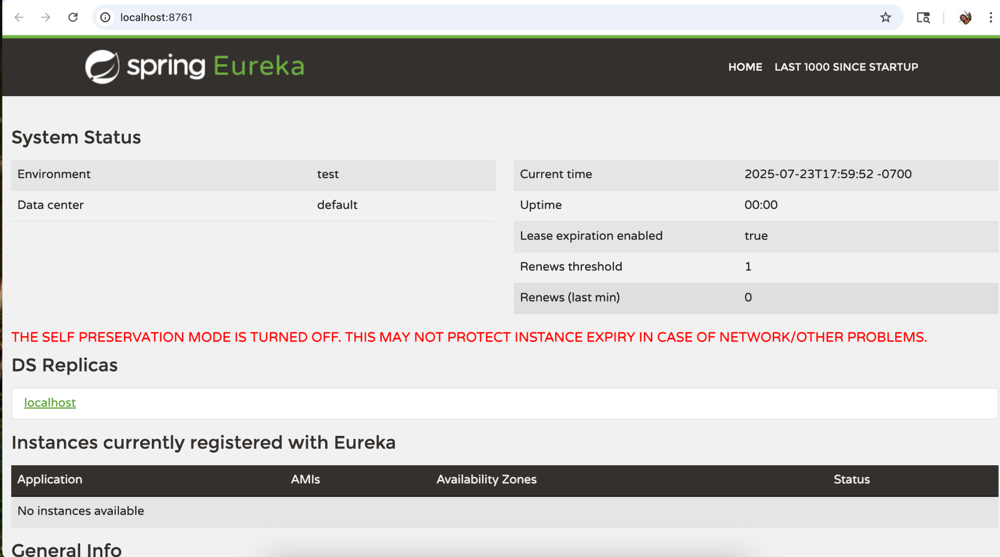 localhost:8761
spring Eureka
HOME LAST 1000 SINCE STARTUP
System Status
Environment test
Data center default
Current time 2025-07-23T17:59:52 -0700
Uptime 00:00
Lease expiration enabled true
Renews threshold 1
Renews (last min) 0
THE SELF PRESERVATION MODE IS TURNED OFF. THIS MAY NOT PROTECT INSTANCE EXPIRY IN CASE OF NETWORK/OTHER PROBLEMS.
DS Replicas
localhost
Instances currently registered with Eureka
Application AMIs Availability Zones Status
No instances available
General Info